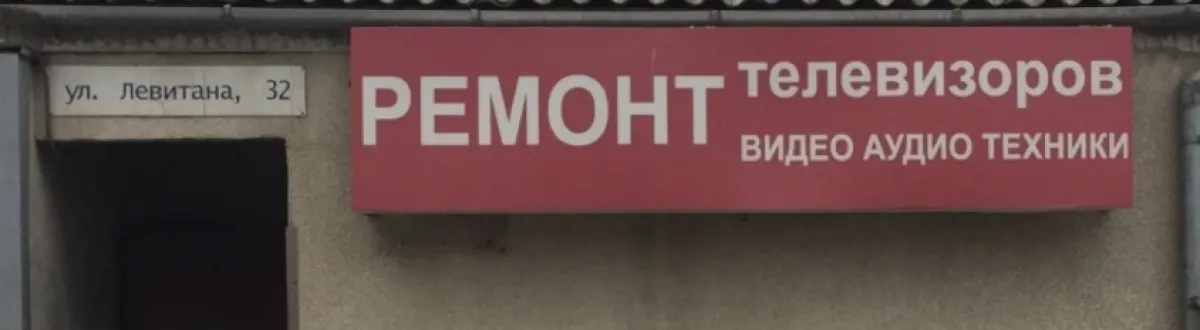 ул. Левитана, 32
РЕМОНТ
телевизоров
ВИДЕО АУДИО ТЕХНИКИ